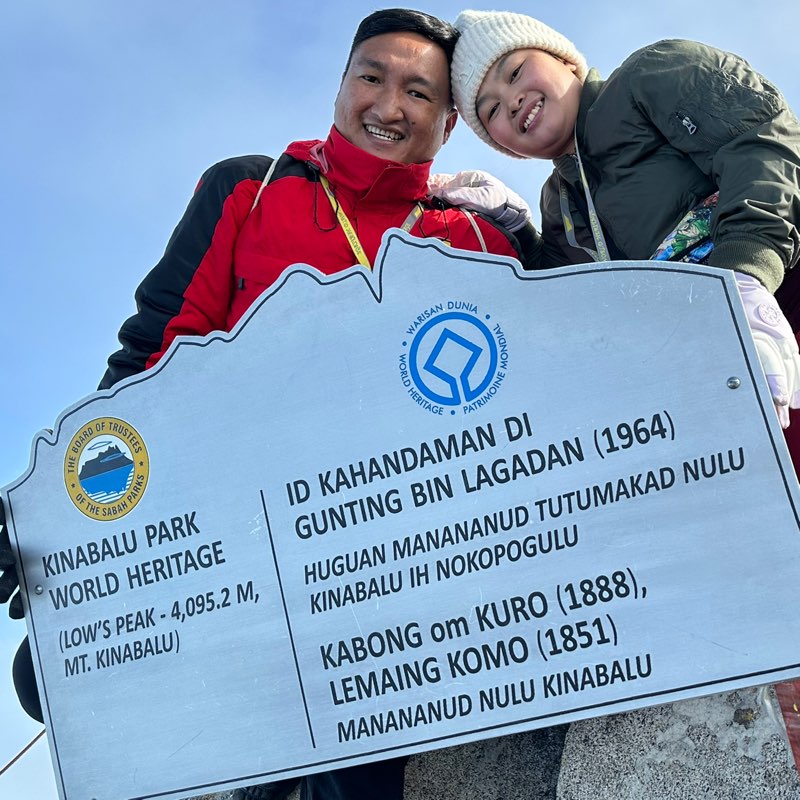 WARISAN DUNIA
WORLD HERITAGE
PATRIMOINE MONDIAL
THE BOARD OF TRUSTEES
OF THE SABAH PARKS
KINABALU PARK
WORLD HERITAGE
(LOW'S PEAK - 4,095.2 M,
MT. KINABALU)
ID KAHANDAMAN DI
GUNTING BIN LAGADAN (1964)
HUGUAN MANANANUD TUTUMAKAD NULU
KINABALU IH NOKOPOGULU
KABONG om KURO (1888),
LEMAING KOMO (1851)
MANANANUD NULU KINABALU